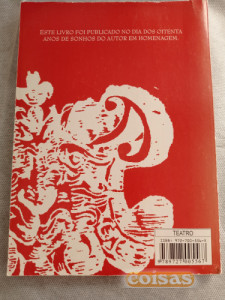 ESTE LIVRO FOI PUBLICADO NO DIA DOS OITENTA
ANOS DE SONHOS DO AUTOR EM HOMENAGEM.
TEATRO
coisas